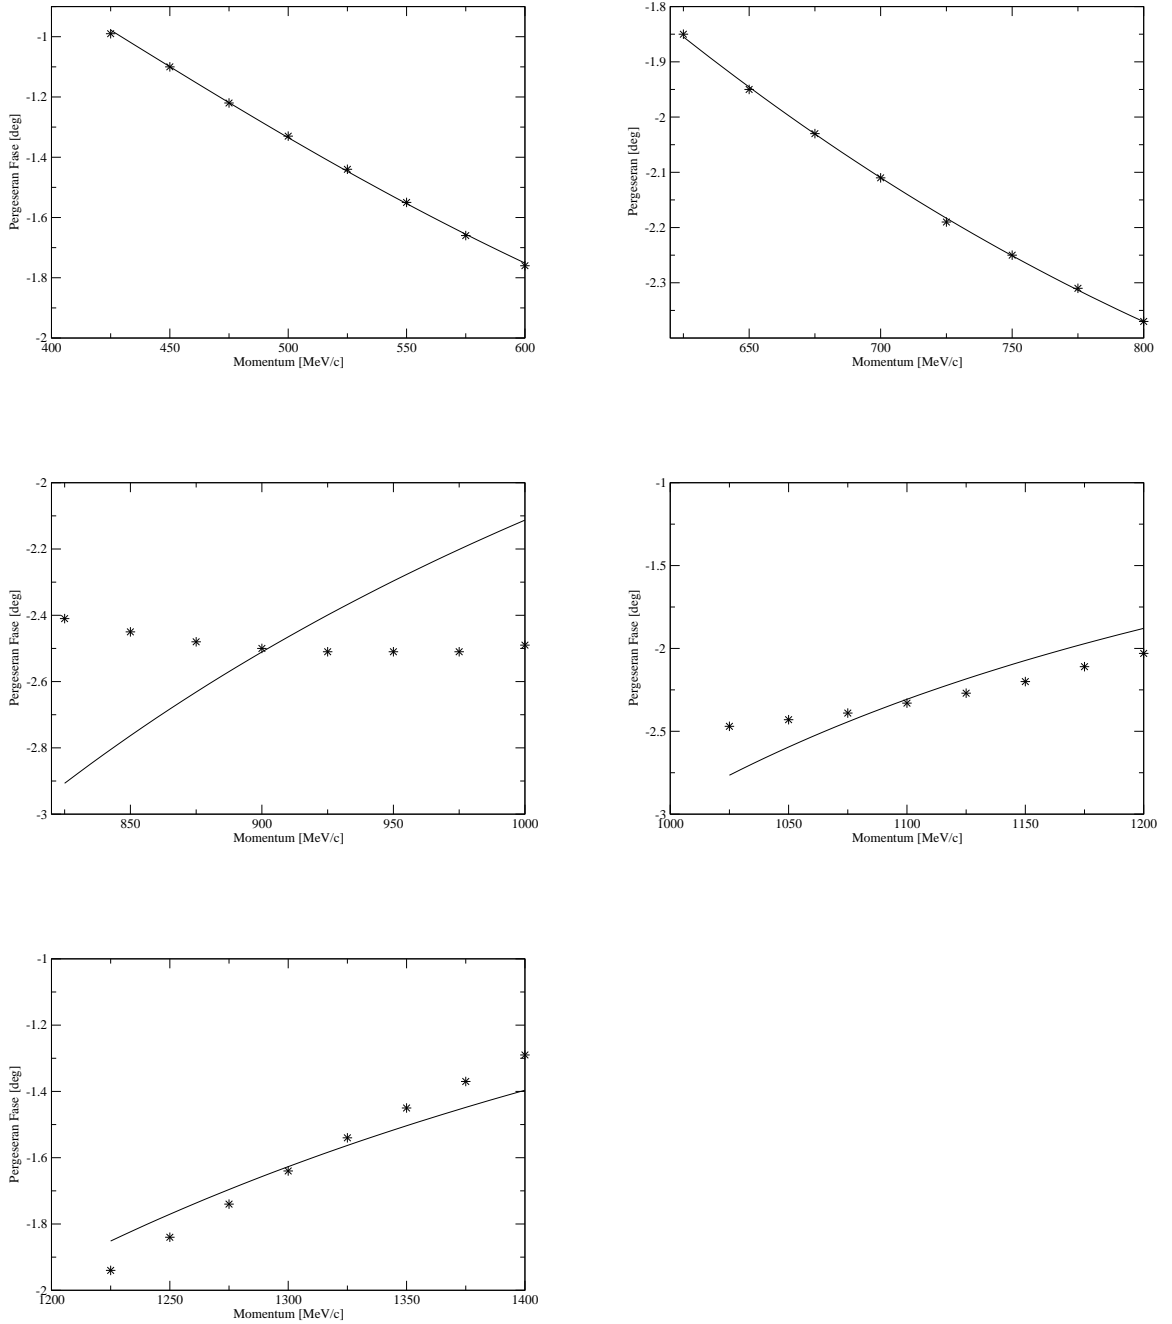 -1
-1.2
-1.4
-1.6
-1.8
-2
Pergeseran Fase [deg]
400 450 500 550 600
Momentum [MeV/c]
-1.8
-1.9
-2
-2.1
-2.2
-2.3
Pergeseran [deg]
650 700 750 800
Momentum [MeV/c]
-2
-2.2
-2.4
-2.6
-2.8
-3
Pergeseran Fase [deg]
850 900 950 1000
Momentum [MeV/c]
-1
-1.5
-2
-2.5
-3
Pergeseran Fase [deg]
1000 1050 1100 1150 1200
Momentum [MeV/c]
-1
-1.2
-1.4
-1.6
-1.8
-2
Pergeseran Fase [deg]
1200 1250 1300 1350 1400
Momentum [MeV/c]